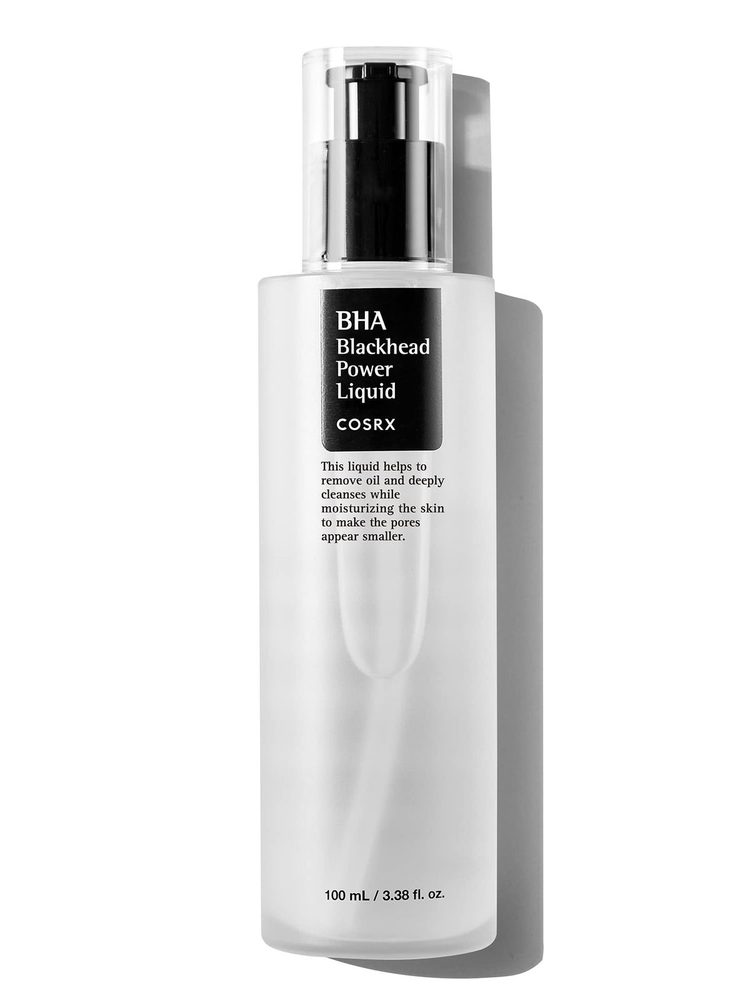 BHA
Blackhead
Power
Liquid
COSRX
This liquid helps to
remove oil and deeply
cleanses while
moisturizing the skin
to make the pores
appear smaller.
100 mL / 3.38 fl. oz.